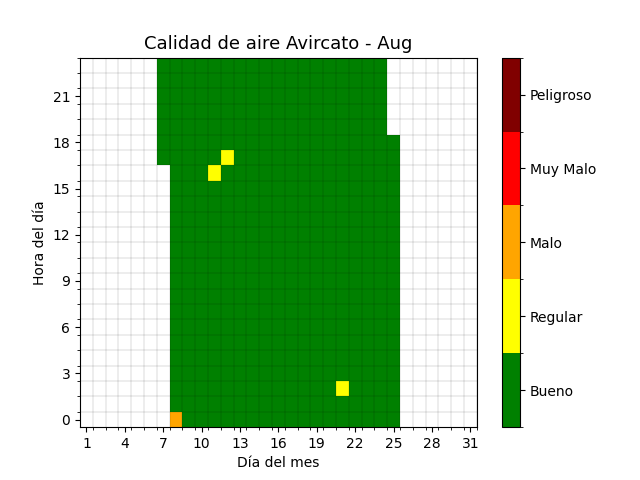 Calidad de aire Avircato - Aug
Hora del día
21
18
15
12
9
6
3
0
1 4 7 10 13 16 19 22 25 28 31
Día del mes
Peligroso
Muy Malo
Malo
Regular
Bueno